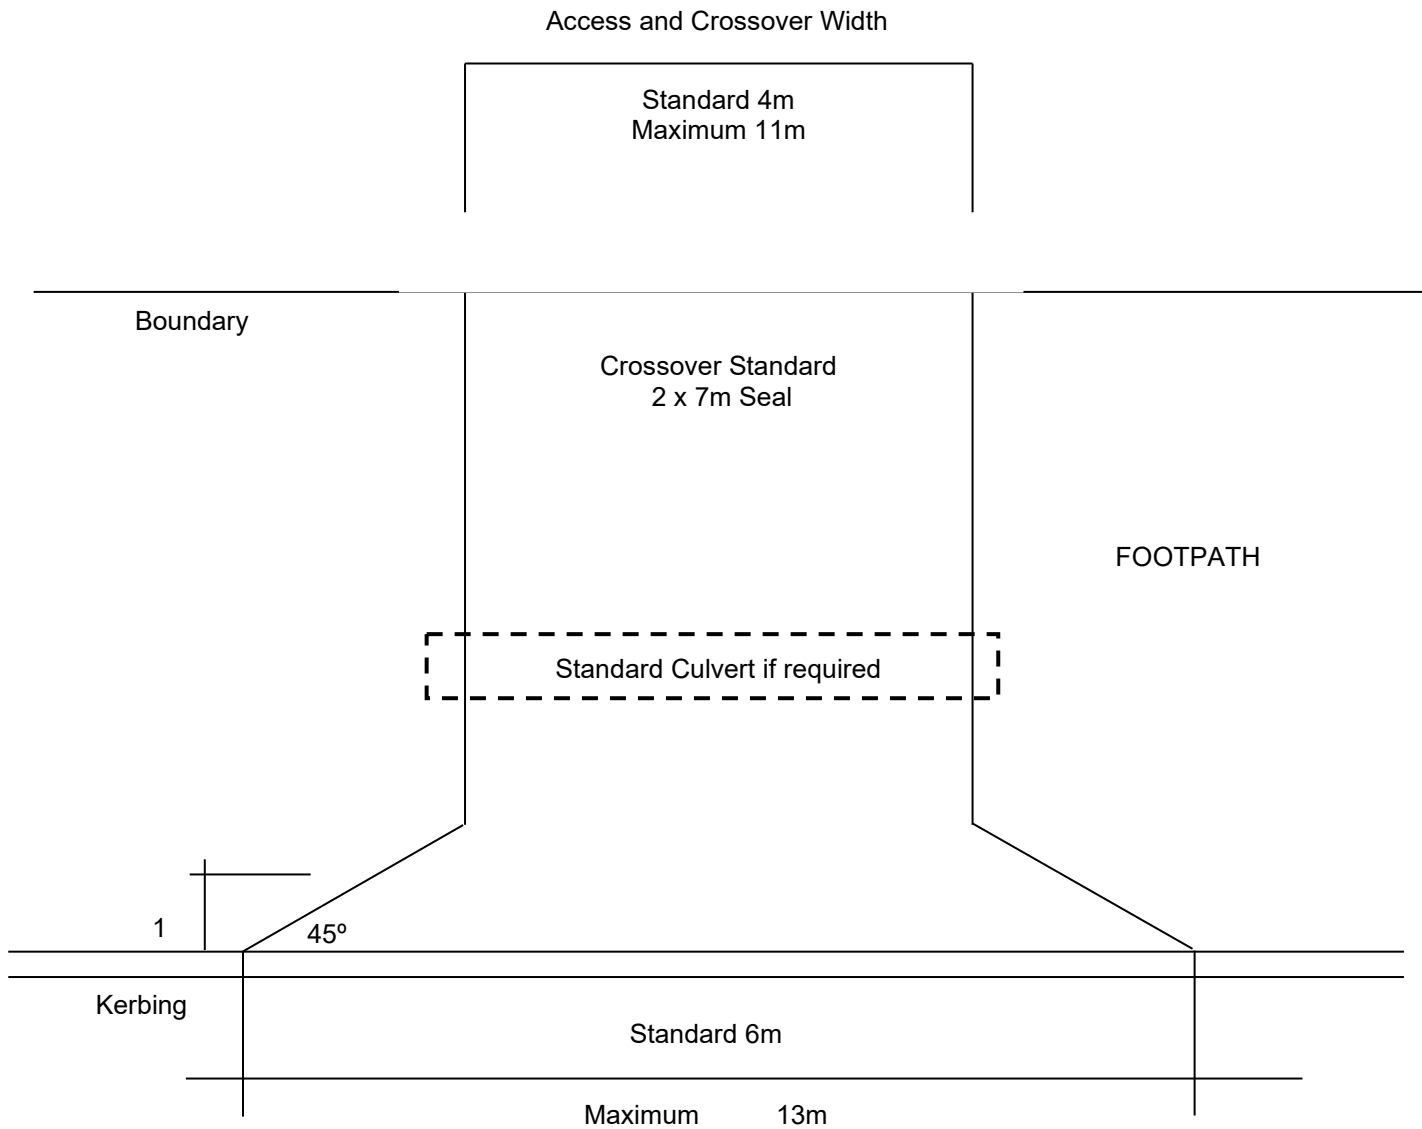 Access and Crossover Width
Standard 4m
Maximum 11m
Boundary
Crossover Standard
2 x 7m Seal
FOOTPATH
Standard Culvert if required
1
45º
Kerbing
Standard 6m
Maximum 13m